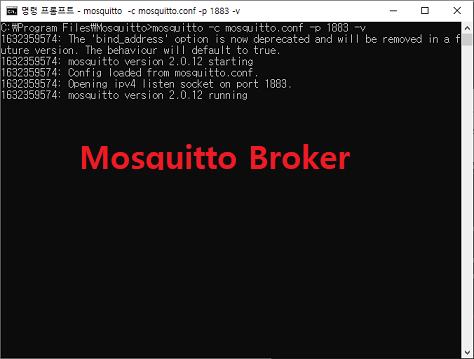 명령 프롬프트 - mosquitto -c mosquitto.conf -p 1883 -v
C:₩Program Files₩Mosquitto>mosquitto -c mosquitto.conf -p 1883 -v
1632359574: The 'bind_address' option is now deprecated and will be removed in a f
uture version. The behaviour will default to true.
1632359574: mosquitto version 2.0.12 starting
1632359574: Config loaded from mosquitto.conf.
1632359574: Opening ipv4 listen socket on port 1883.
1632359574: mosquitto version 2.0.12 running
Mosquitto Broker